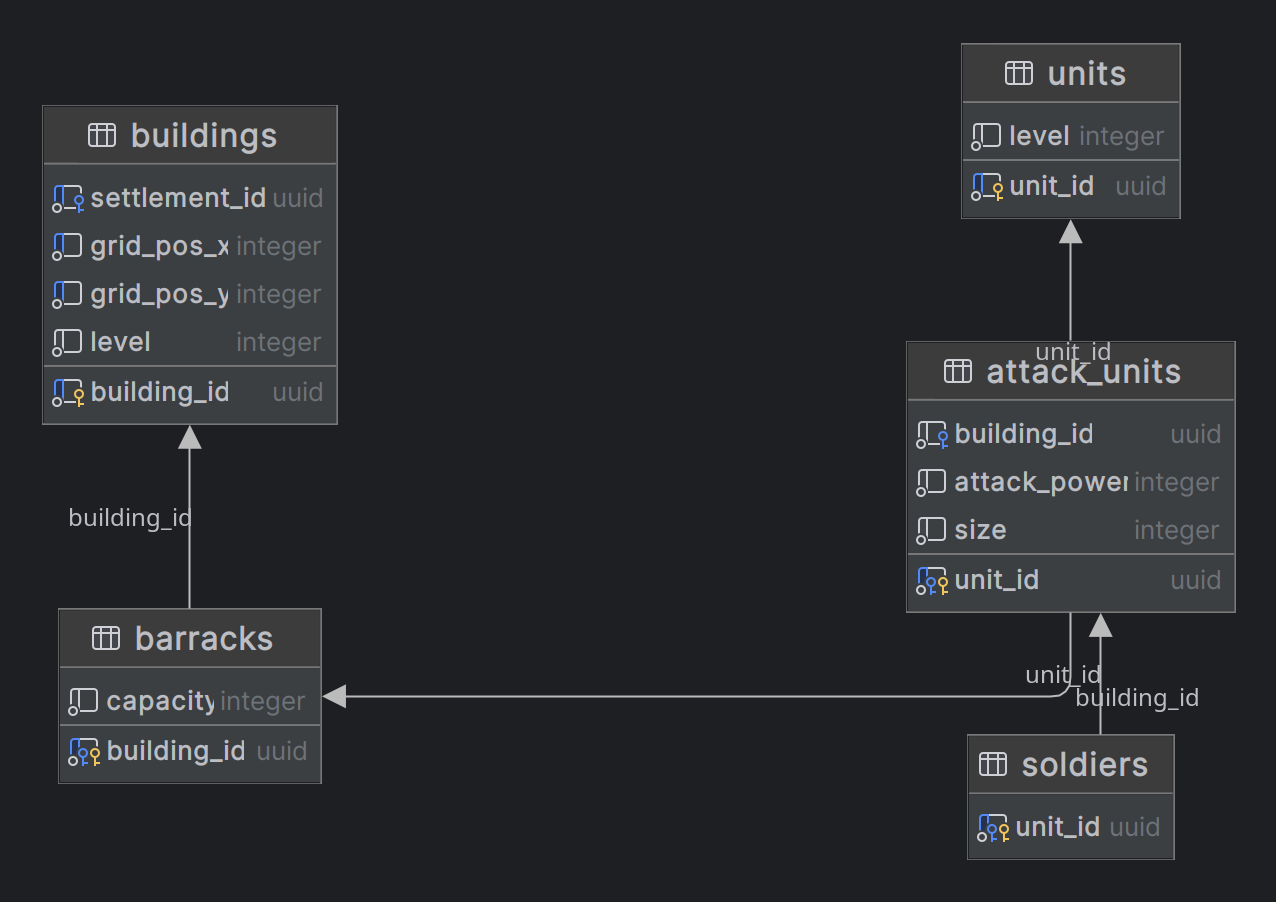 buildings
settlement_id uuid
grid_pos_x integer
grid_pos_y integer
level integer
building_id uuid
building_id
barracks
capacity integer
building_id uuid
units
level integer
unit_id uuid
unit_id
attack_units
building_id uuid
attack_power integer
size integer
unit_id uuid
unit_id
building_id
soldiers
unit_id uuid